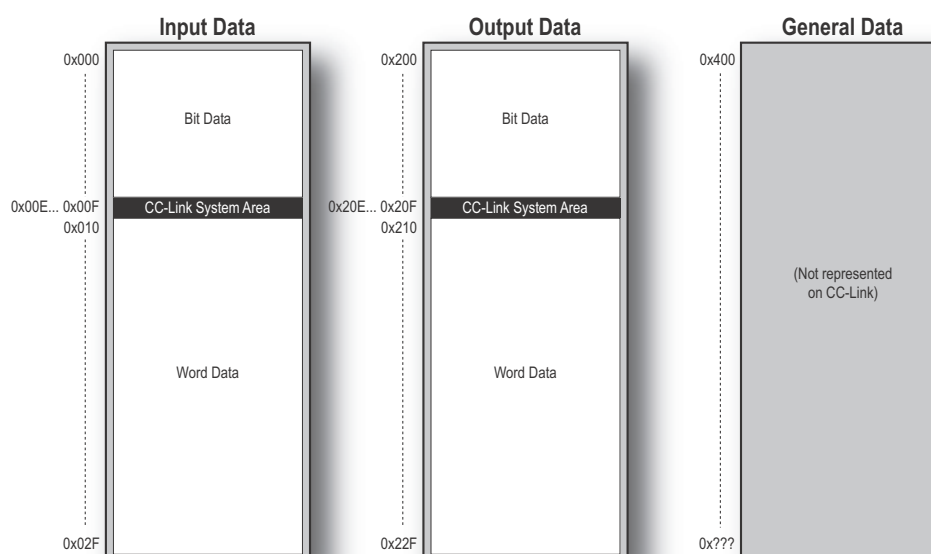 Input Data
0x000
Bit Data
0x00E... 0x00F
CC-Link System Area
0x010
Word Data
0x02F
Output Data
0x200
Bit Data
0x20E... 0x20F
CC-Link System Area
0x210
Word Data
0x22F
General Data
0x400
(Not represented
on CC-Link)
0x???